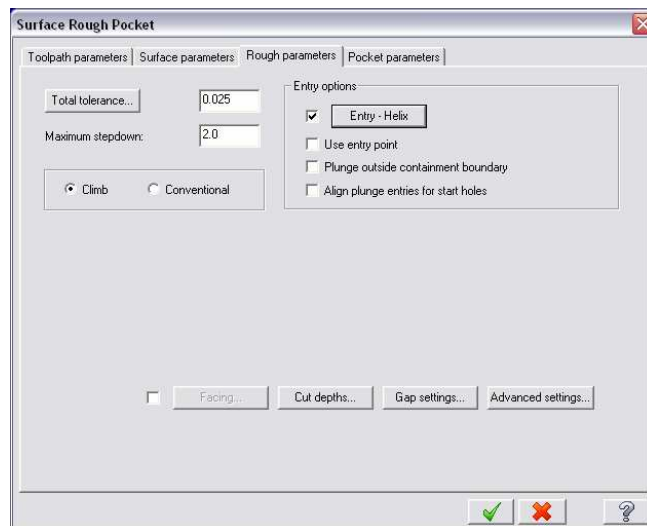 Surface Rough Pocket
Toolpath parameters Surface parameters Rough parameters Pocket parameters
Total tolerance... 0.025
Maximum stepdown: 2.0
Climb Conventional
Entry options
Entry - Helix
Use entry point
Plunge outside containment boundary
Align plunge entries for start holes
Facing... Cut depths... Gap settings... Advanced settings...